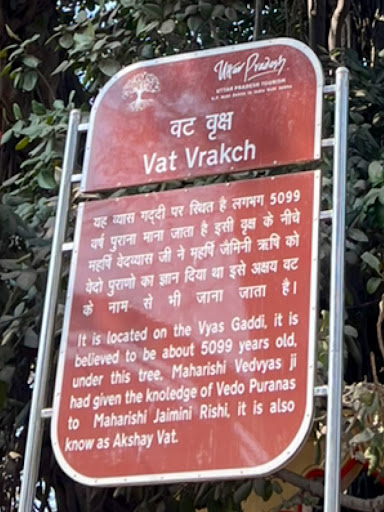 Uttar Pradesh
UTTAR PRADESH TOURISM
वट वृक्ष
Vat Vrakch
यह व्यास गद्दी पर स्थित है लगभग 5099
वर्ष पुराना माना जाता है इसी वृक्ष के नीचे
महर्षि वेदव्यास जी ने महर्षि जैमिनी ऋषि को
वेदो पुराणो का ज्ञान दिया था इसे अक्षय वट
के नाम से भी जाना जाता है।
It is located on the Vyas Gaddi, it is
believed to be about 5099 years old,
under this tree, Maharishi Vedvyas ji
had given the knoledge of Vedo Puranas
to Maharishi Jaimini Rishi, it is also
know as Akshay Vat.